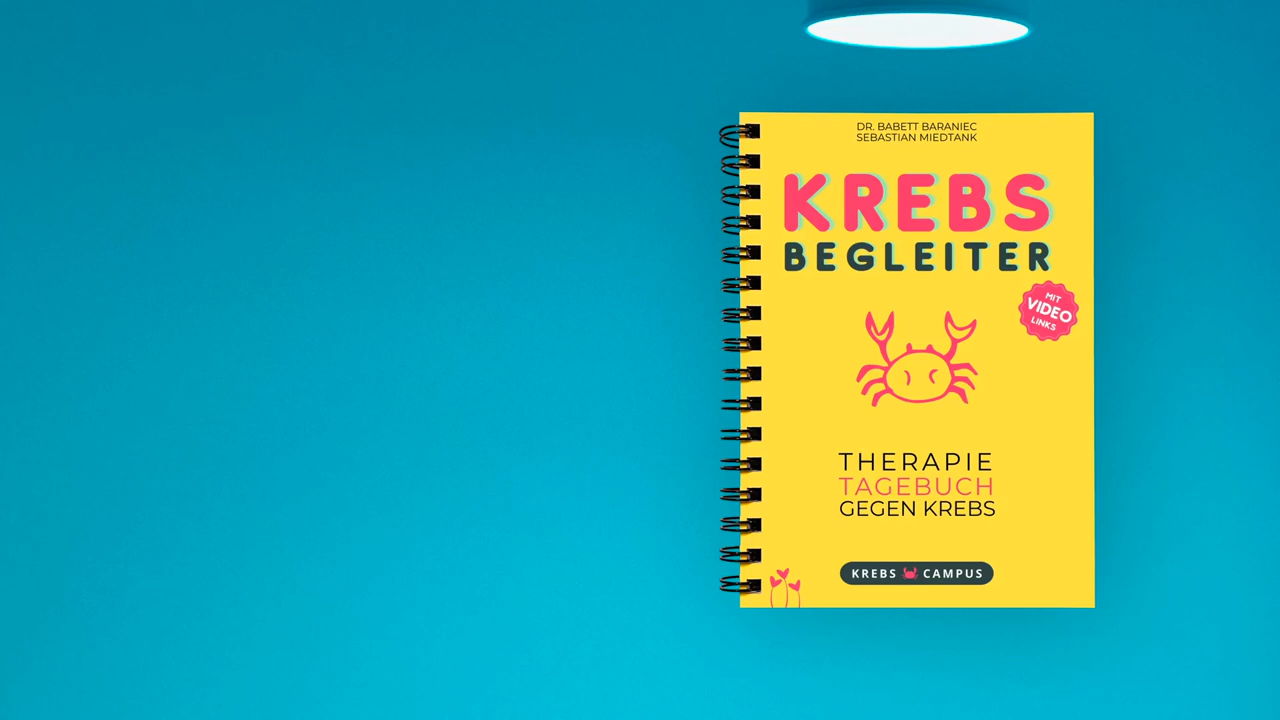 DR. BABETT BARANIEC
SEBASTIAN MIEDTANK
KREBS
BEGLEITER
MIT
VIDEO
LINKS
THERAPIE
TAGEBUCH
GEGEN KREBS
KREBS CAMPUS